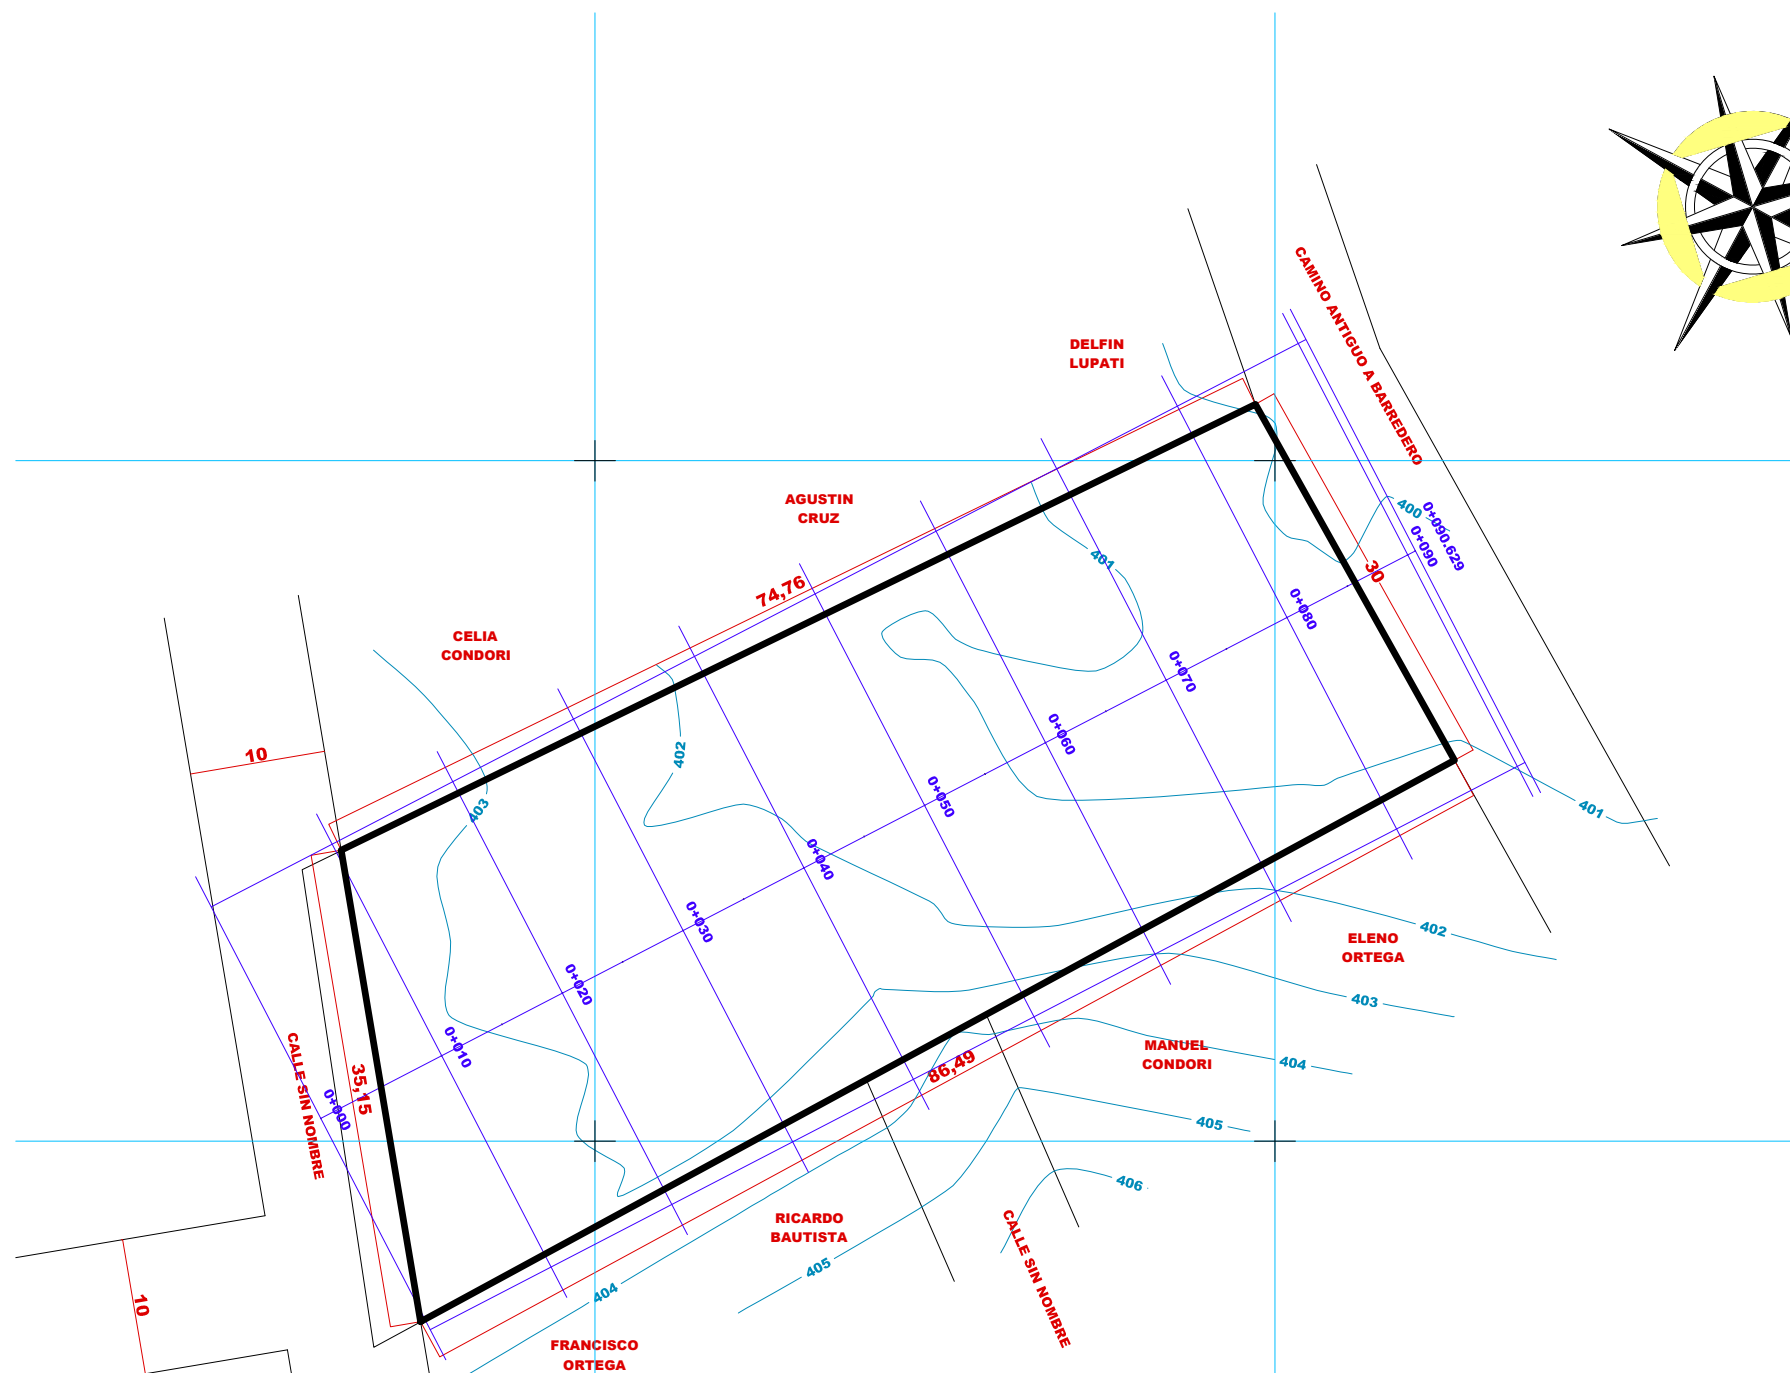 CAMINO ANTIGUO A BARREDERO
DELFIN
LUPATI
AGUSTIN
CRUZ
400
0+090.629
0+090
401
30
74,76
0+080
CELIA
CONDORI
0+070
0+060
402
10
0+050
403
401
0+040
0+030
402
ELENO
ORTEGA
0+020
403
0+010
MANUEL
CONDORI
404
86,49
35,15
0+000
CALLE SIN NOMBRE
405
406
RICARDO
BAUTISTA
405
CALLE SIN NOMBRE
404
10
FRANCISCO
ORTEGA